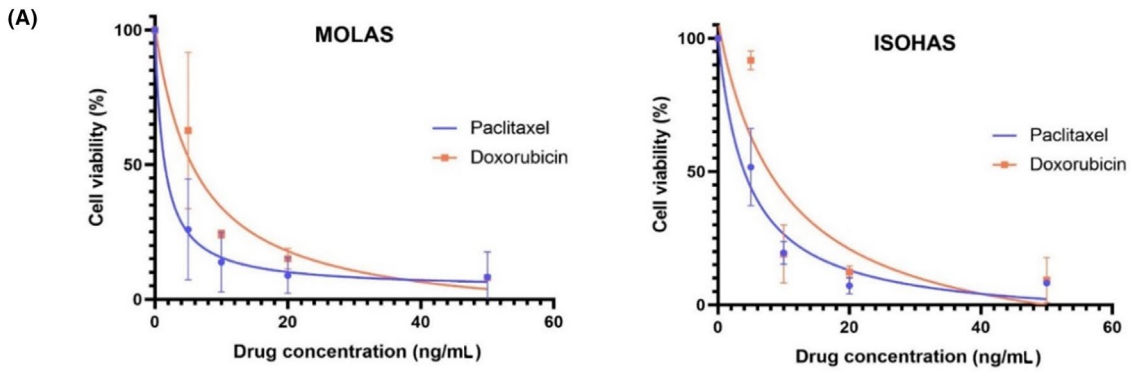 (A)
MOLAS
100
50
0
Cell viability (%)
Paclitaxel
Doxorubicin
0
20
40
60
Drug concentration (ng/mL)
ISOHAS
100
50
0
Cell viability (%)
Paclitaxel
Doxorubicin
0
20
40
60
Drug concentration (ng/mL)